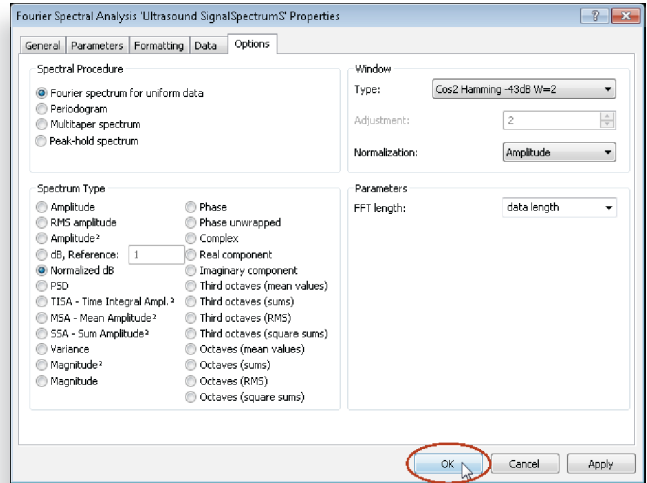 Fourier Spectral Analysis 'Ultrasound SignalSpectrumS' Properties
General Parameters Formatting Data Options
Spectral Procedure
Fourier spectrum for uniform data
Periodogram
Multitaper spectrum
Peak-hold spectrum
Window
Type: Cos2 Hamming -43dB W=2
Adjustment: 2
Normalization: Amplitude
Spectrum Type
Amplitude
RMS amplitude
Amplitude²
dB, Reference: 1
Normalized dB
PSD
TISA - Time Integral Ampl.²
MSA - Mean Amplitude²
SSA - Sum Amplitude²
Variance
Magnitude²
Magnitude
Phase
Phase unwrapped
Complex
Real component
Imaginary component
Third octaves (mean values)
Third octaves (sums)
Third octaves (RMS)
Third octaves (square sums)
Octaves (mean values)
Octaves (sums)
Octaves (RMS)
Octaves (square sums)
Parameters
FFT length: data length
OK Cancel Apply